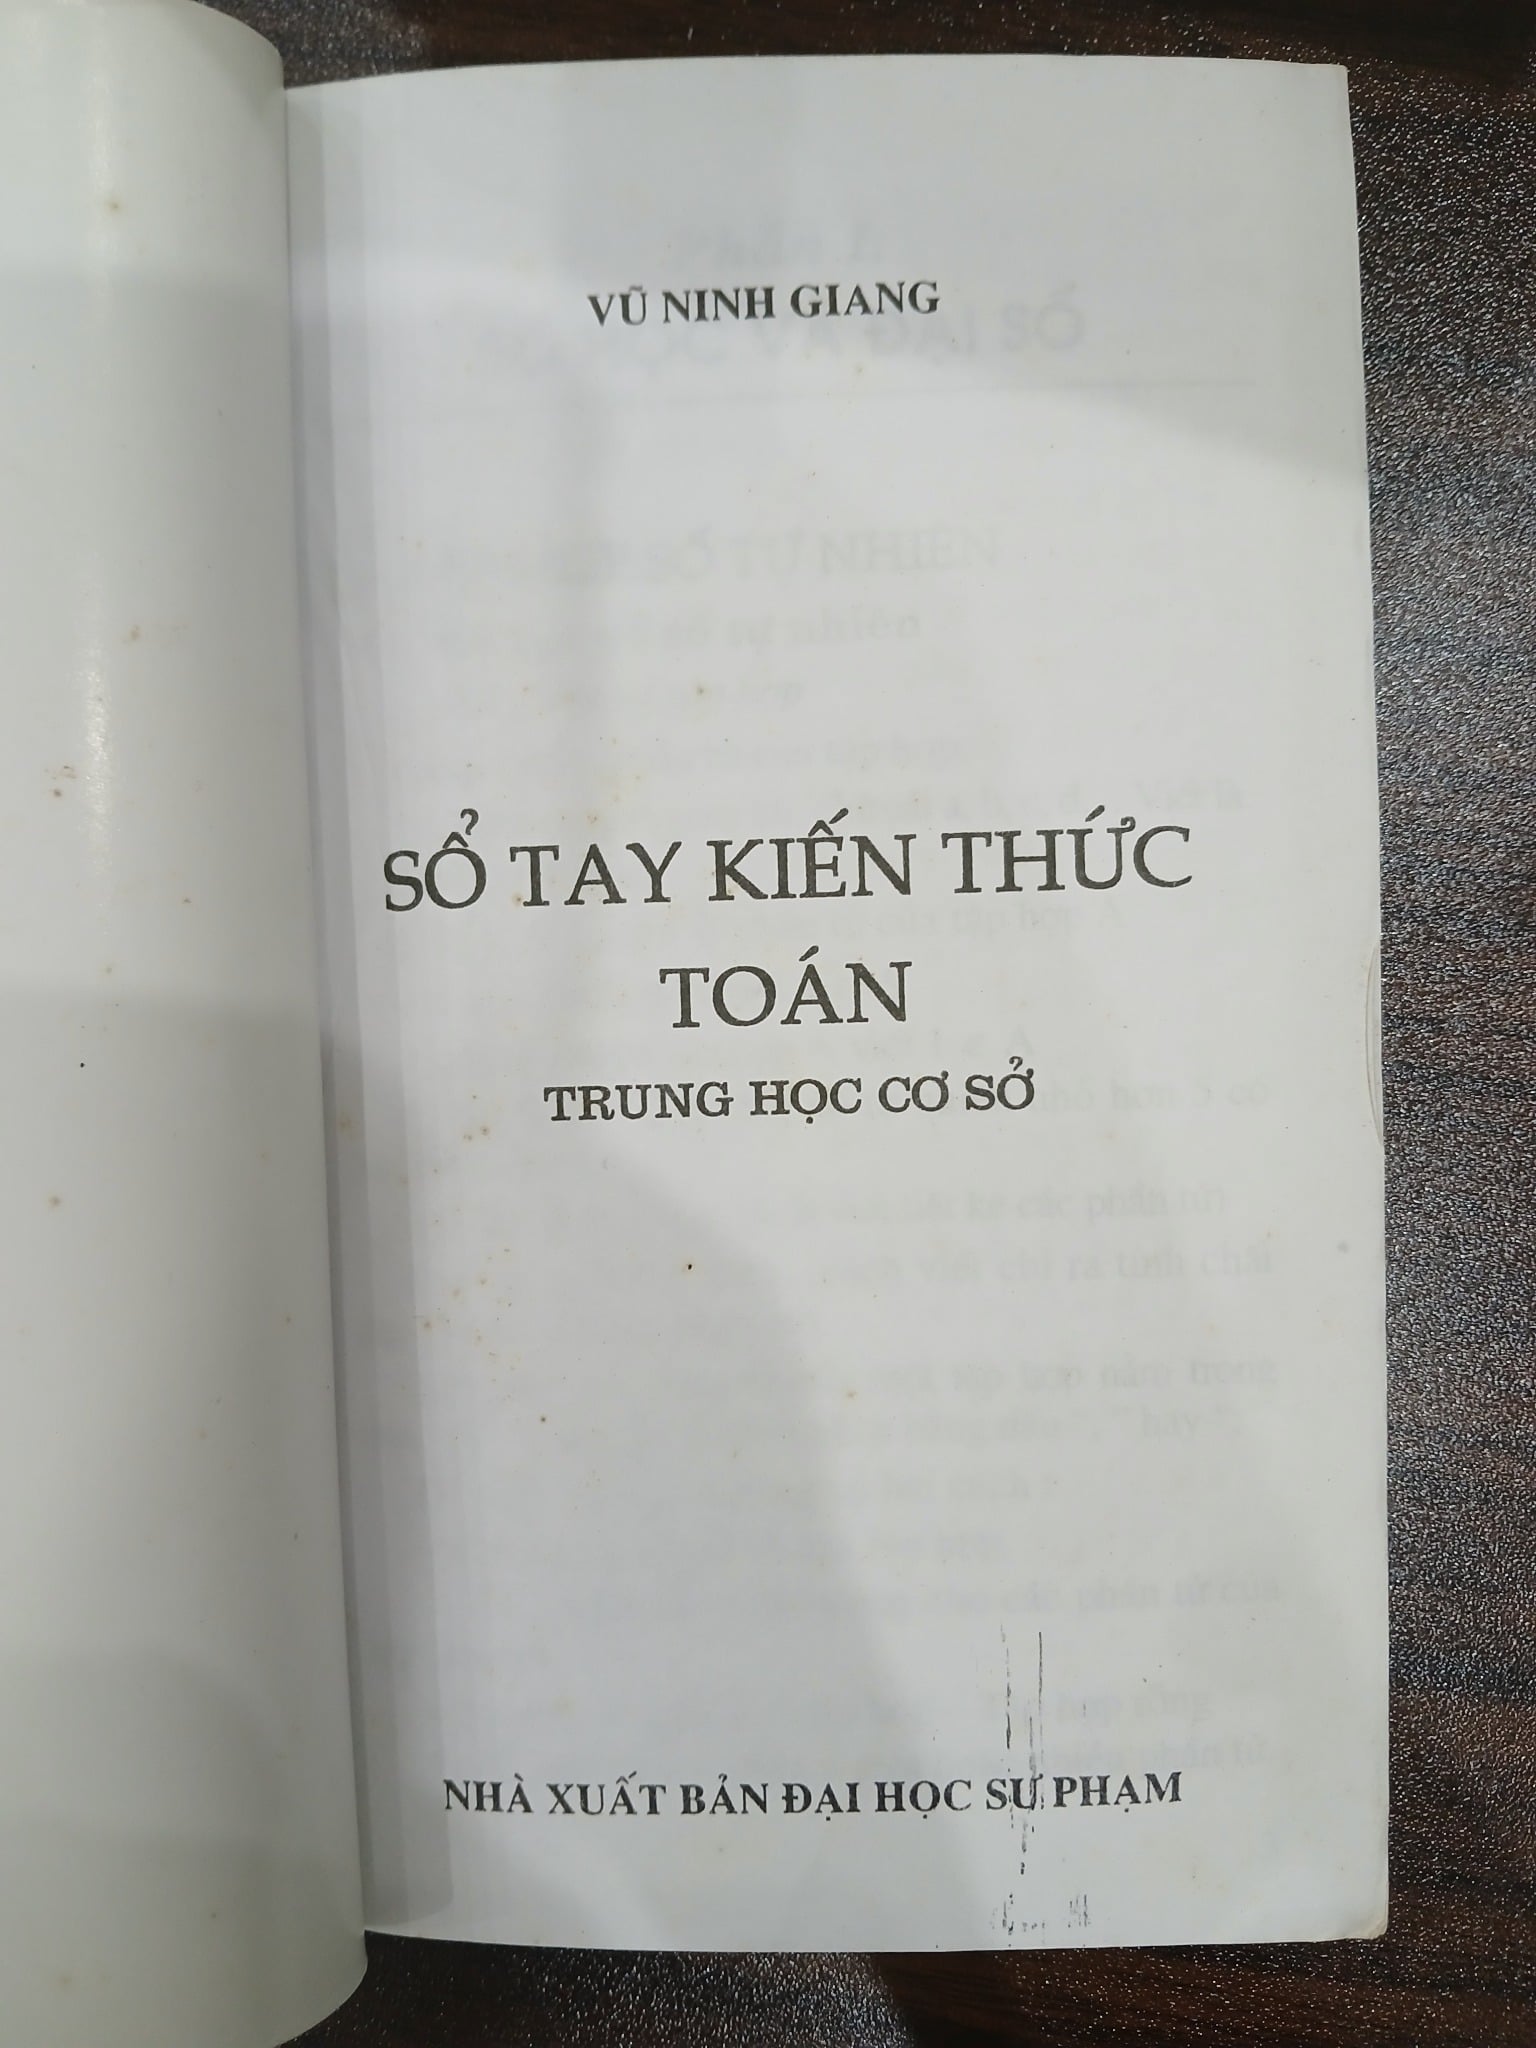 VŨ NINH GIANG
SỔ TAY KIẾN THỨC
TOÁN
TRUNG HỌC CƠ SỞ
NHÀ XUẤT BẢN ĐẠI HỌC SƯ PHẠM